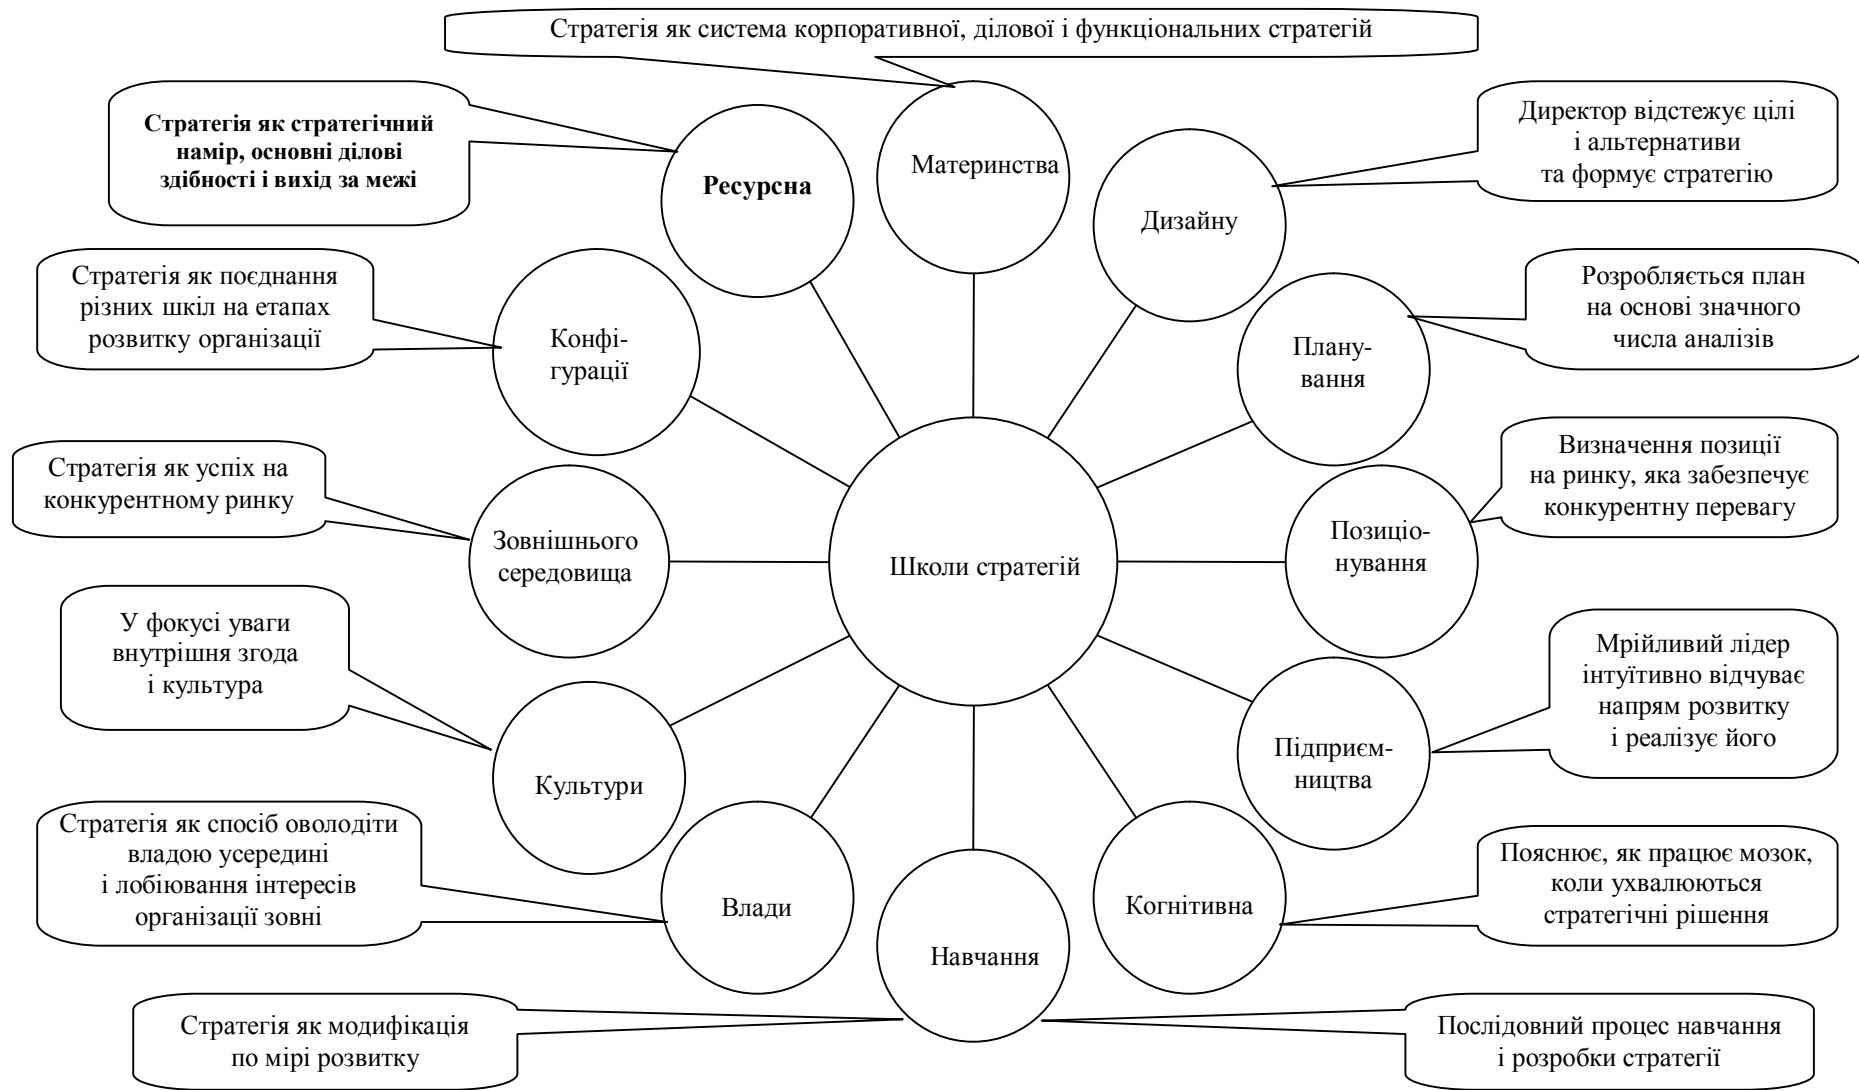 Стратегія як система корпоративної, ділової і функціональних стратегій
Стратегія як стратегічний
намір, основні ділові
здібності і вихід за межі
Ресурсна
Материнства
Дизайну
Директор відстежує цілі
і альтернативи
та формує стратегію
Стратегія як поєднання
різних шкіл на етапах
розвитку організації
Конфі-
гурації
Плану-
вання
Розробляється план
на основі значного
числа аналізів
Стратегія як успіх на
конкурентному ринку
Зовнішнього
середовища
Школи стратегій
Позиціо-
нування
Визначення позиції
на ринку, яка забезпечує
конкурентну перевагу
У фокусі уваги
внутрішня згода
і культура
Культури
Підприєм-
ництва
Мрійливий лідер
інтуїтивно відчуває
напрям розвитку
і реалізує його
Стратегія як спосіб оволодіти
владою усередині
і лобіювання інтересів
організації зовні
Влади
Навчання
Когнітивна
Пояснює, як працює мозок,
коли ухвалюються
стратегічні рішення
Стратегія як модифікація
по мірі розвитку
Послідовний процес навчання
і розробки стратегії